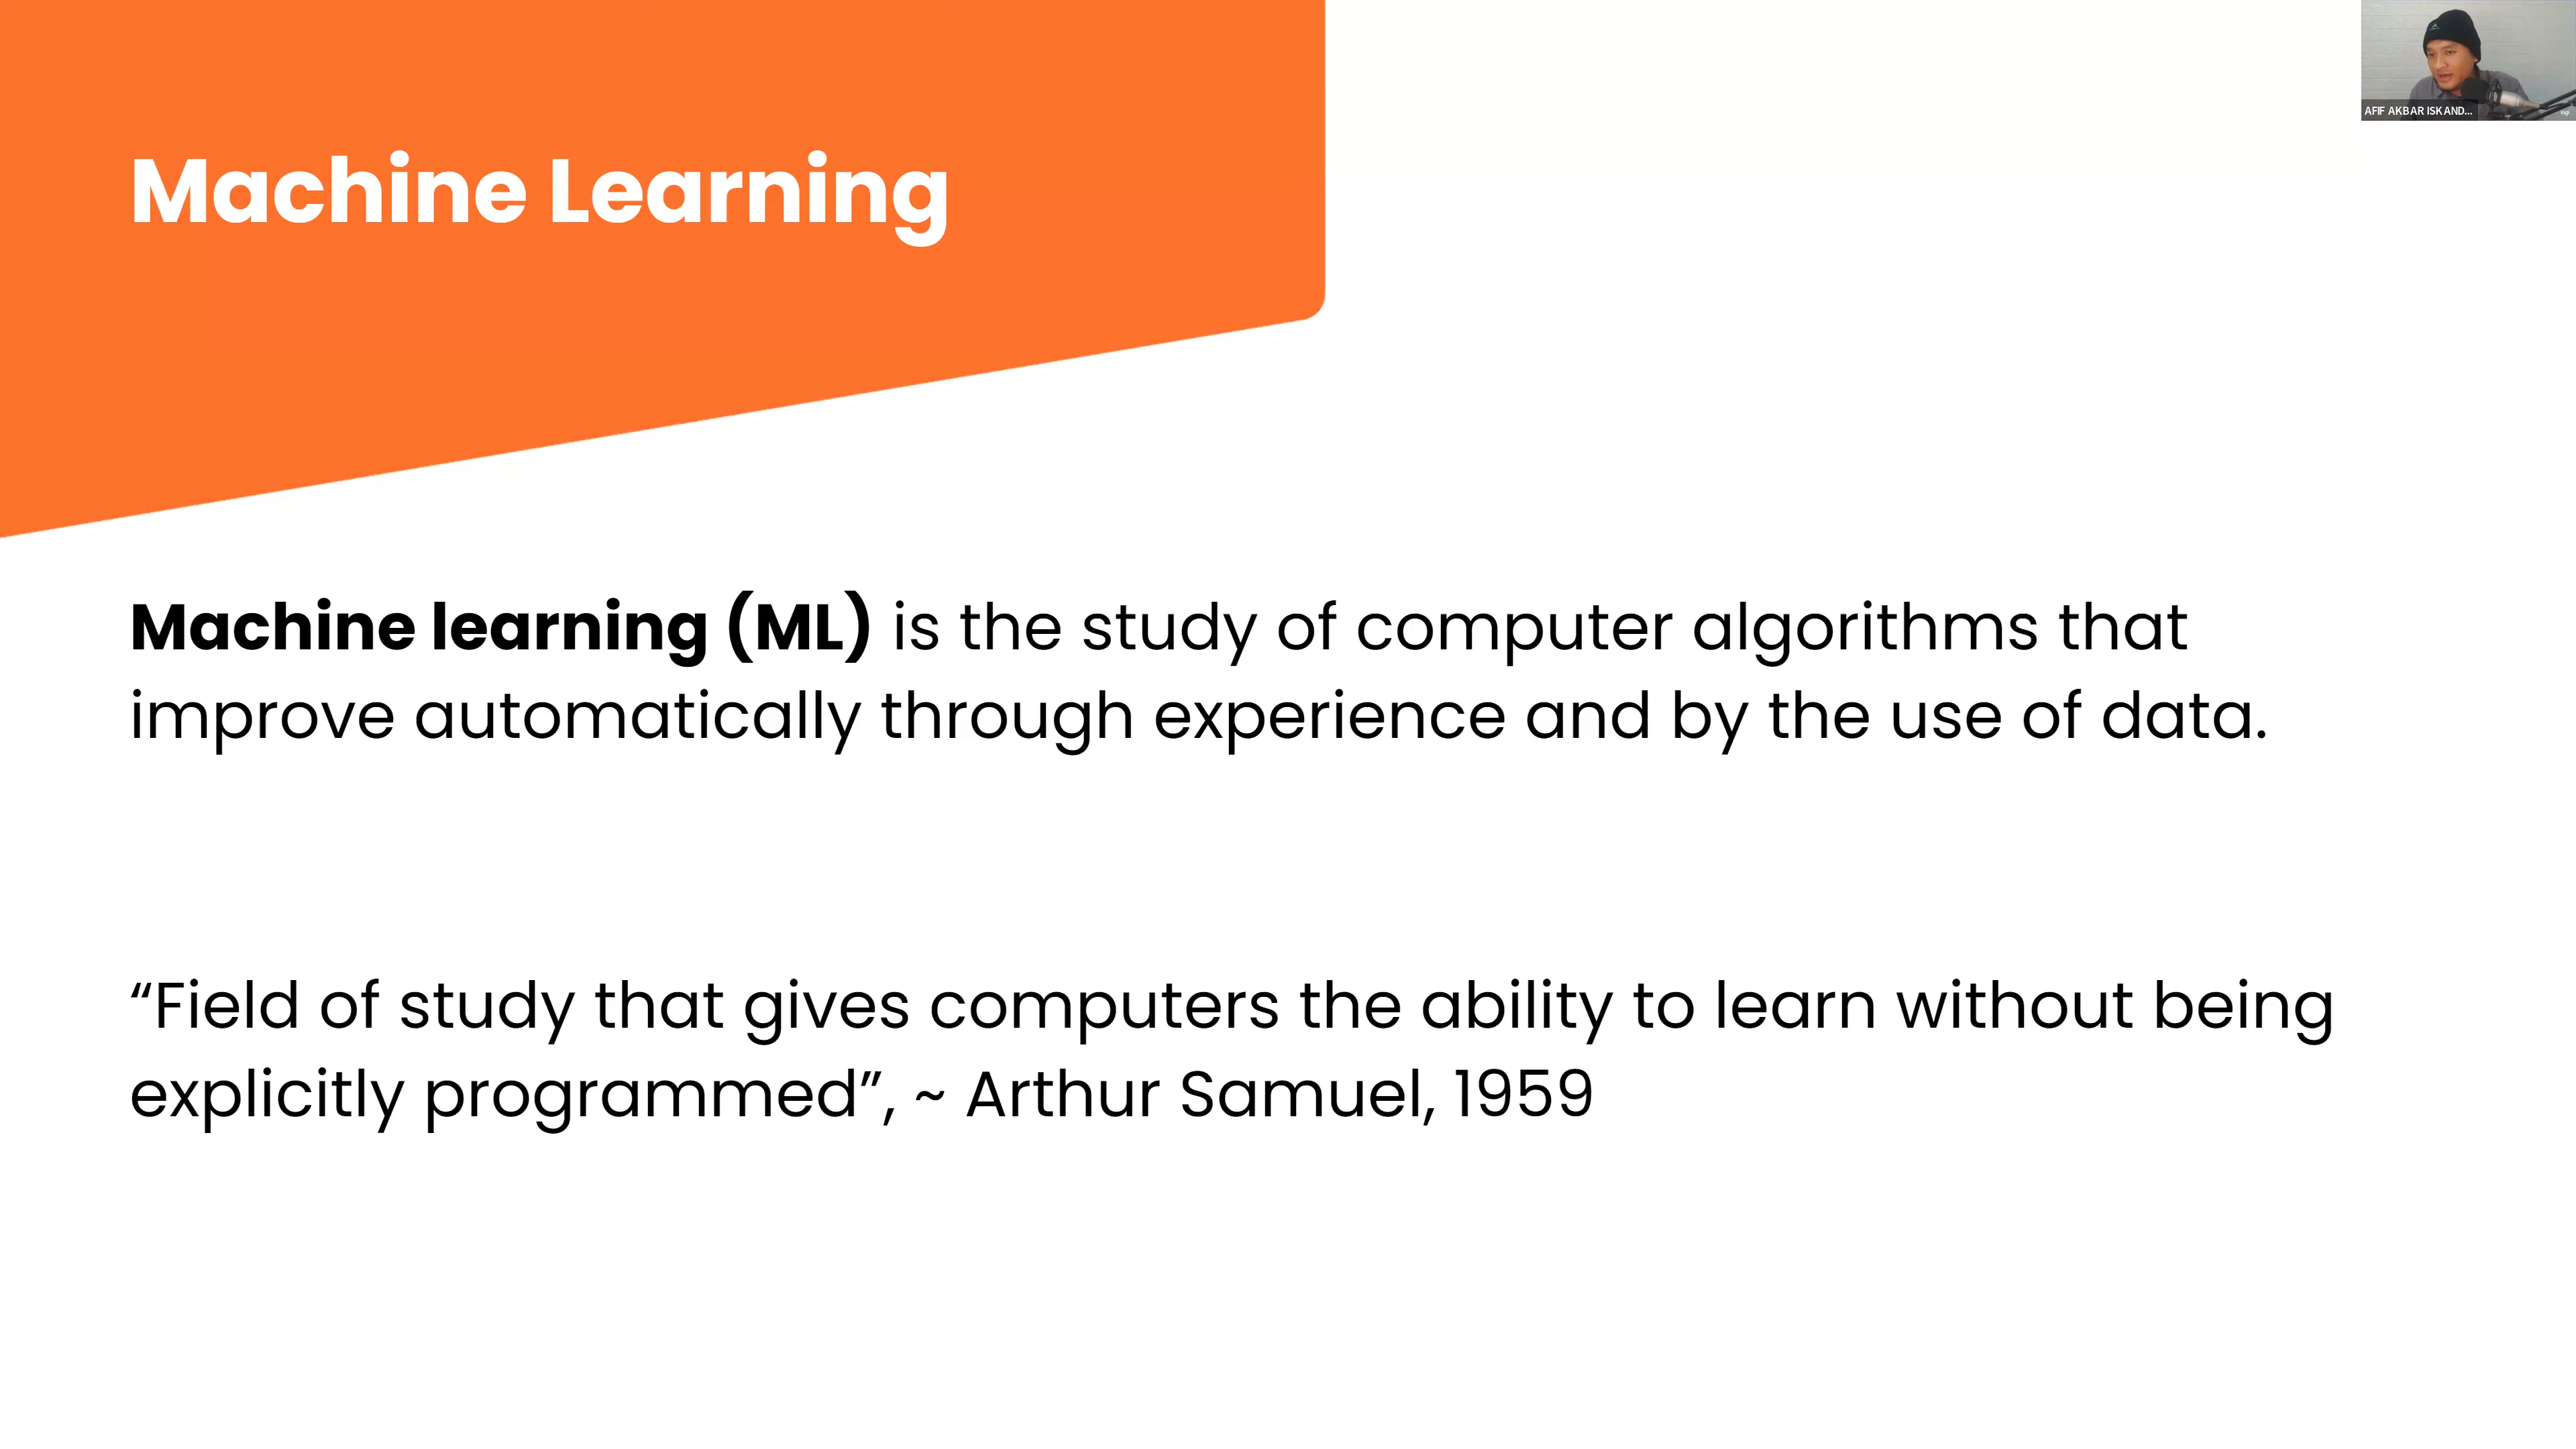 Machine Learning
AFIF AKBAR ISKAND...
Machine learning (ML) is the study of computer algorithms that
improve automatically through experience and by the use of data.
“Field of study that gives computers the ability to learn without being
explicitly programmed”, ~ Arthur Samuel, 1959